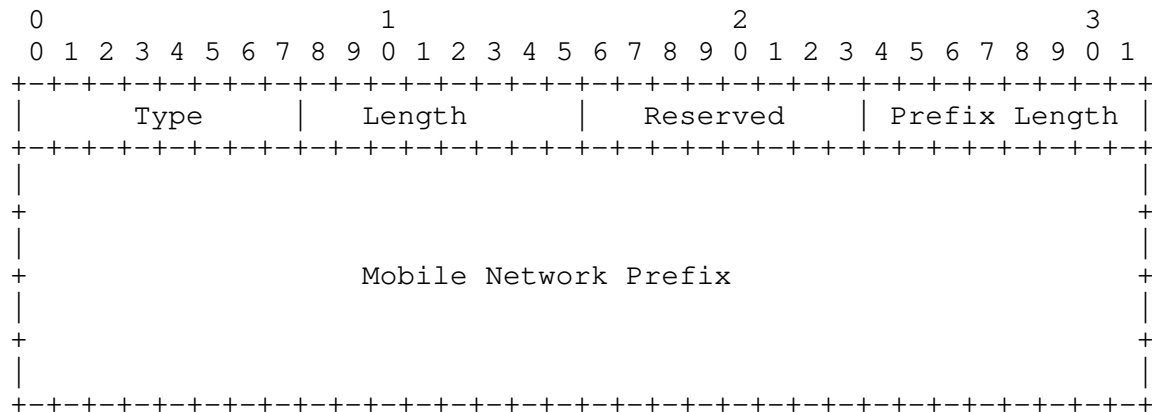 0                   1                   2                   3
 0 1 2 3 4 5 6 7 8 9 0 1 2 3 4 5 6 7 8 9 0 1 2 3 4 5 6 7 8 9 0 1
+-+-+-+-+-+-+-+-+-+-+-+-+-+-+-+-+-+-+-+-+-+-+-+-+-+-+-+-+-+-+-+-+
|      Type     |   Length      |   Reserved    | Prefix Length |
+-+-+-+-+-+-+-+-+-+-+-+-+-+-+-+-+-+-+-+-+-+-+-+-+-+-+-+-+-+-+-+-+
|                                                               |
+                                                               +
|                                                               |
+                   Mobile Network Prefix                       +
|                                                               |
+                                                               +
|                                                               |
+-+-+-+-+-+-+-+-+-+-+-+-+-+-+-+-+-+-+-+-+-+-+-+-+-+-+-+-+-+-+-+-+